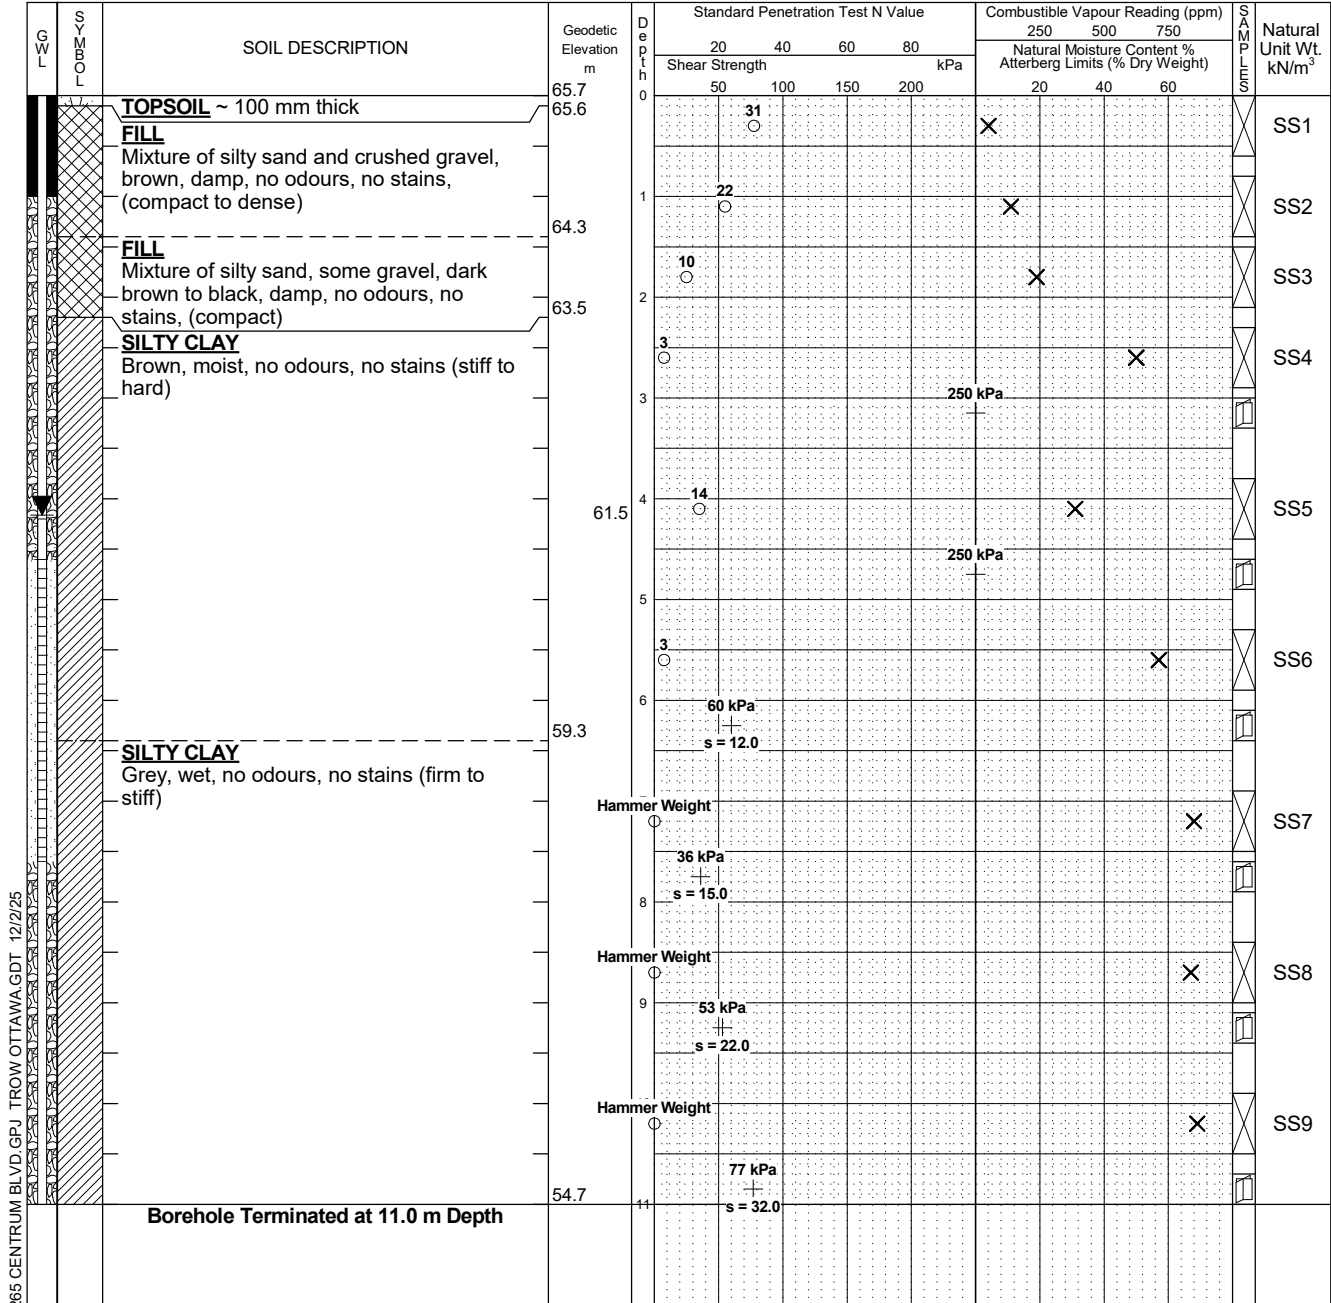 GWL
SYMBOL
SOIL DESCRIPTION
Geodetic
Elevation
m
Depth
Standard Penetration Test N Value
20 40 60 80
Shear Strength kPa
50 100 150 200
Combustible Vapour Reading (ppm)
250 500 750
Natural Moisture Content %
Atterberg Limits (% Dry Weight)
20 40 60
SAMPLES
Natural
Unit Wt.
kN/m³
65.7
0
TOPSOIL ~ 100 mm thick
65.6
31
SS1
FILL
Mixture of silty sand and crushed gravel,
brown, damp, no odours, no stains,
(compact to dense)
1
22
SS2
64.3
FILL
Mixture of silty sand, some gravel, dark
brown to black, damp, no odours, no
stains, (compact)
10
SS3
2
63.5
SILTY CLAY
Brown, moist, no odours, no stains (stiff to
hard)
3
SS4
3
250 kPa
4
14
61.5
SS5
250 kPa
5
3
SS6
6
60 kPa
s = 12.0
59.3
SILTY CLAY
Grey, wet, no odours, no stains (firm to
stiff)
Hammer Weight
SS7
36 kPa
s = 15.0
8
Hammer Weight
SS8
9
53 kPa
s = 22.0
Hammer Weight
SS9
77 kPa
s = 32.0
54.7
11
Borehole Terminated at 11.0 m Depth
265 CENTRUM BLVD.GPJ TROW OTTAWA.GDT 12/2/25